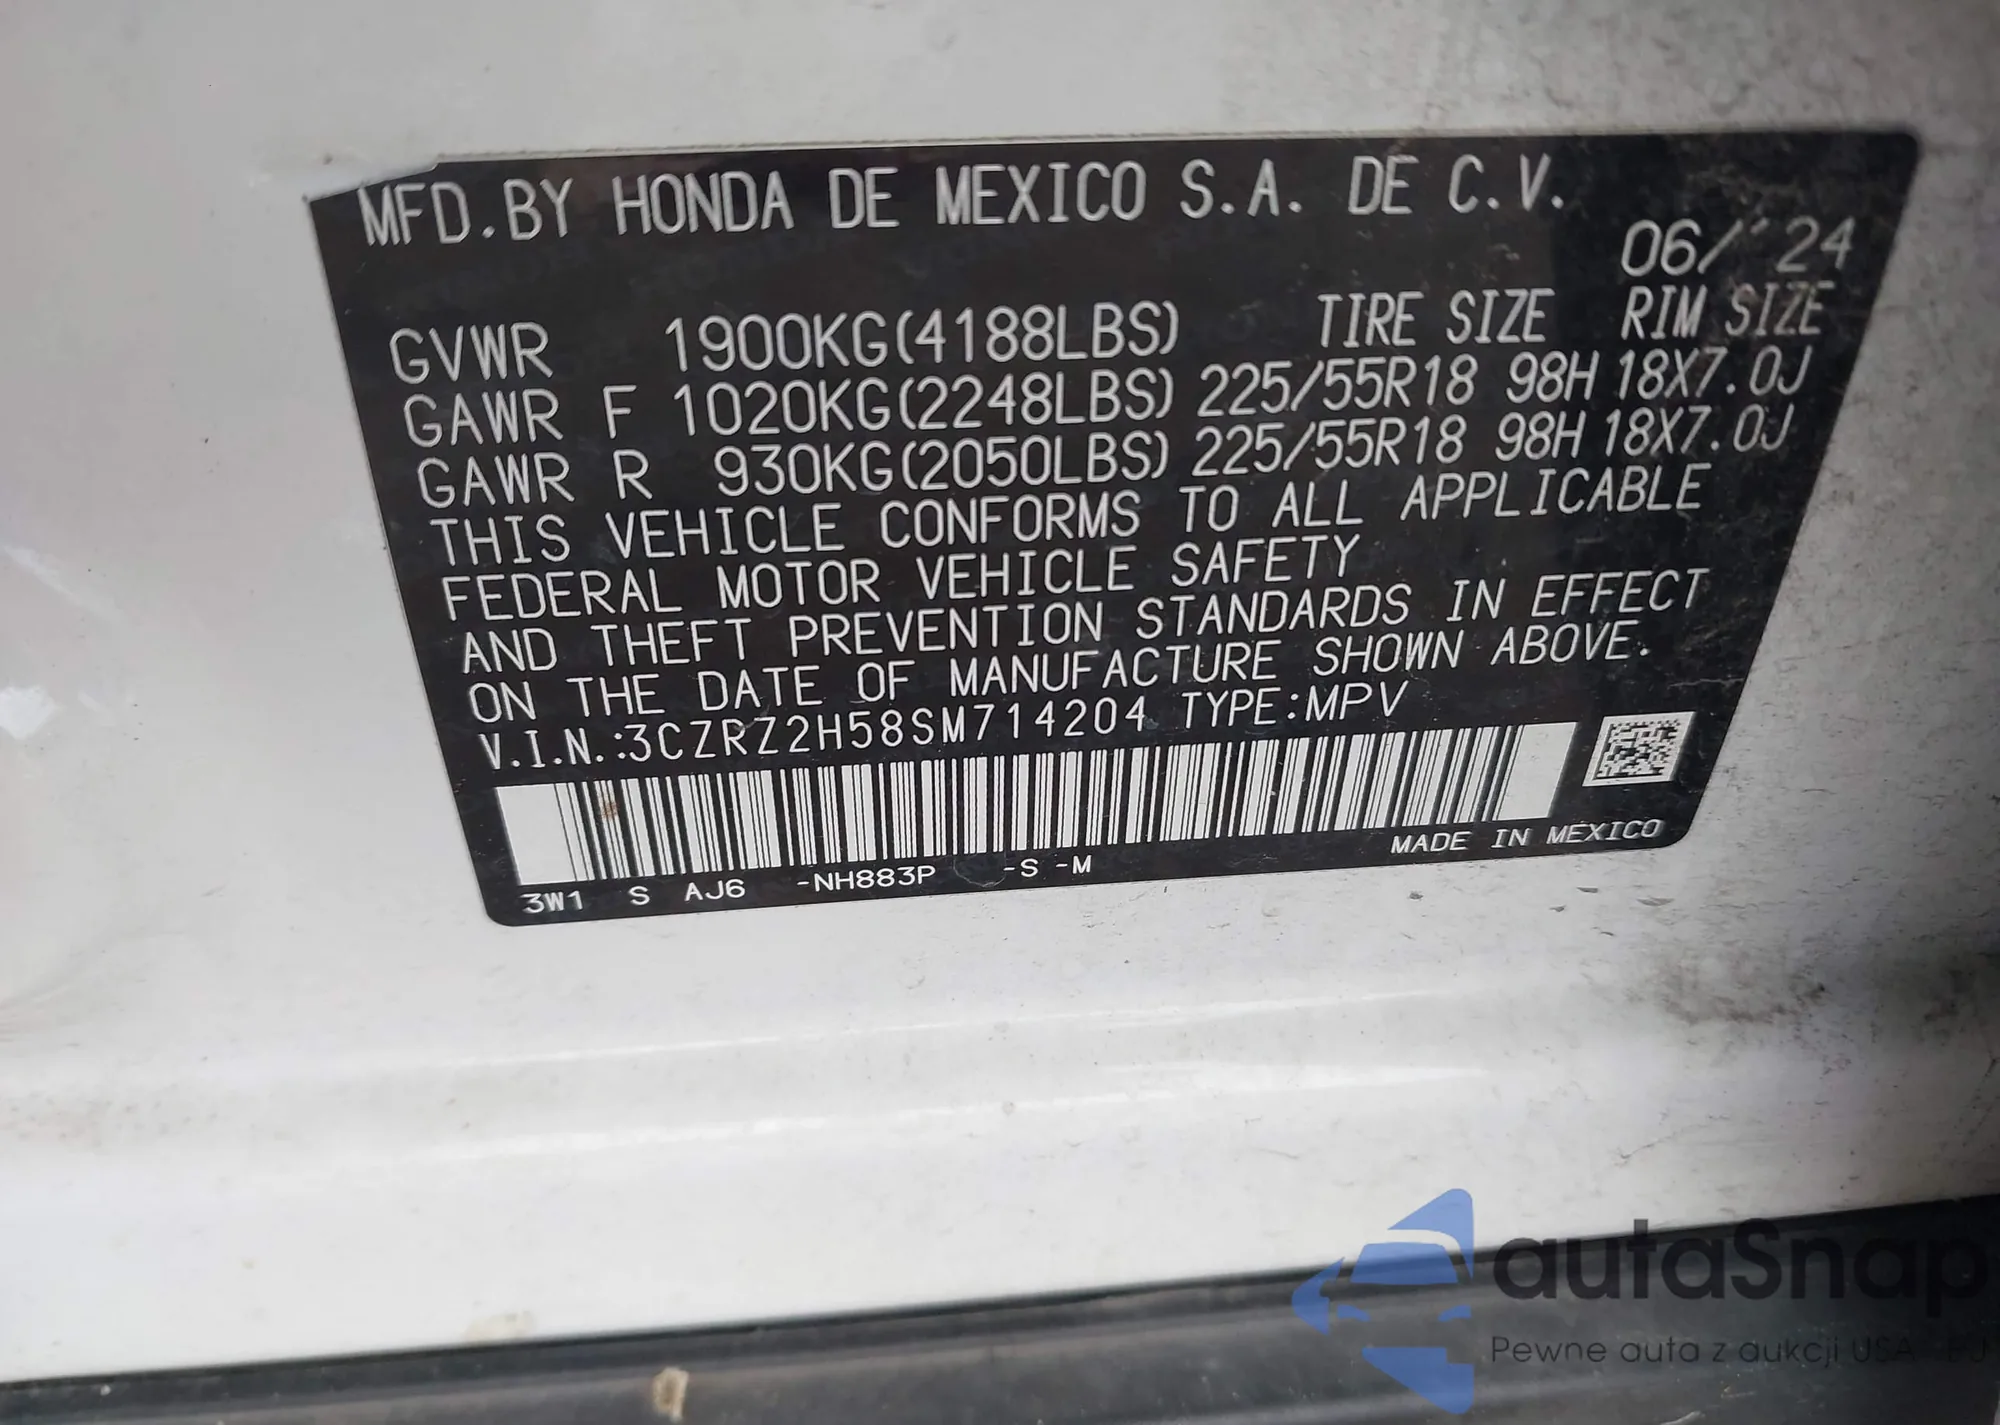 MFD.BY HONDA DE MEXICO S.A. DE C.V.
06/'24
GVWR 1900KG(4188LBS) TIRE SIZE RIM SIZE
GAWR F 1020KG(2248LBS) 225/55R18 98H 18X7.0J
GAWR R 930KG(2050LBS) 225/55R18 98H 18X7.0J
THIS VEHICLE CONFORMS TO ALL APPLICABLE
FEDERAL MOTOR VEHICLE SAFETY
AND THEFT PREVENTION STANDARDS IN EFFECT
ON THE DATE OF MANUFACTURE SHOWN ABOVE.
V.I.N.:3CZRZ2H58SM714204 TYPE:MPV
MADE IN MEXICO
3W1 S AJ6 -NH883P -S -M
autaSnap
Pewne auta z aukcji USA EU